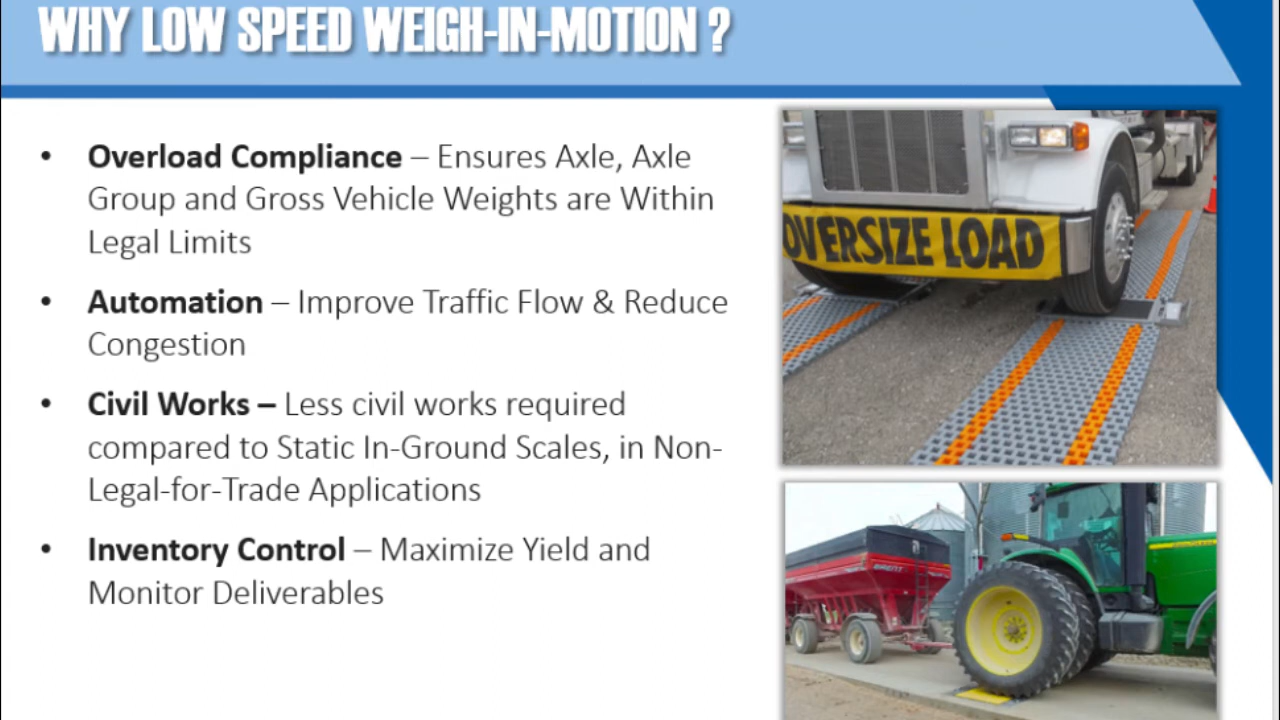 WHY LOW SPEED WEIGH-IN-MOTION ?
• Overload Compliance – Ensures Axle, Axle
Group and Gross Vehicle Weights are Within
Legal Limits
• Automation – Improve Traffic Flow & Reduce
Congestion
• Civil Works – Less civil works required
compared to Static In-Ground Scales, in Non-
Legal-for-Trade Applications
• Inventory Control – Maximize Yield and
Monitor Deliverables
OVERSIZE LOAD
BRENT